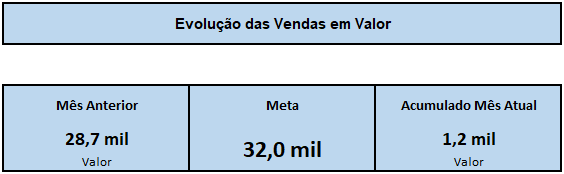 Evolução das Vendas em Valor
Mês Anterior
28,7 mil
Valor
Meta
32,0 mil
Acumulado Mês Atual
1,2 mil
Valor